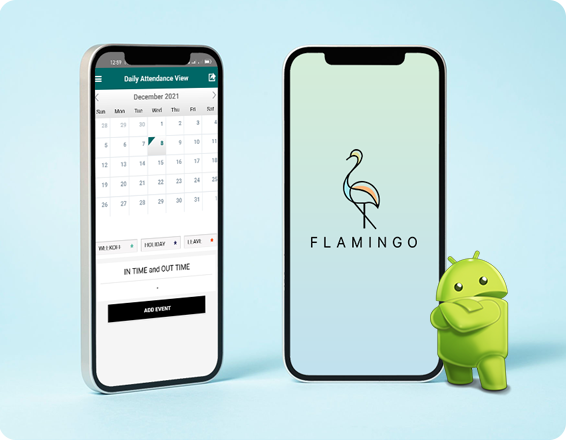 12:59
Daily Attendance View
December 2021
Sun Mon Tue Wed Thu Fri Sat
28 29 30 1 2 3 4
5 6 7 8 9 10 11
12 13 14 15 16 17 18
19 20 21 22 23 24 25
26 27 28 29 30 31 1
WEEKOFF HOLIDAY LEAVE
IN TIME and OUT TIME
-
ADD EVENT
FLAMINGO